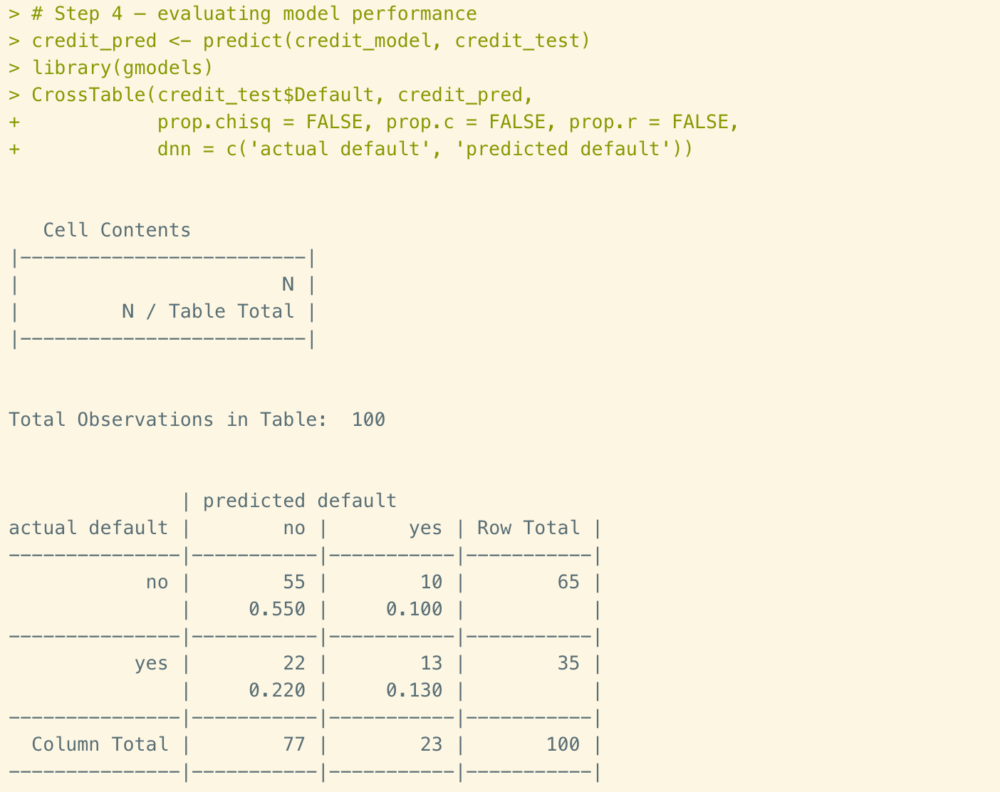 > # Step 4 – evaluating model performance
> credit_pred <- predict(credit_model, credit_test)
> library(gmodels)
> CrossTable(credit_test$Default, credit_pred,
+            prop.chisq = FALSE, prop.c = FALSE, prop.r = FALSE,
+            dnn = c('actual default', 'predicted default'))
   Cell Contents
|-------------------------|
|                       N |
|         N / Table Total |
|-------------------------|
Total Observations in Table:  100
               | predicted default
actual default |        no |       yes | Row Total |
---------------|-----------|-----------|-----------|
            no |        55 |        10 |        65 |
               |     0.550 |     0.100 |           |
---------------|-----------|-----------|-----------|
           yes |        22 |        13 |        35 |
               |     0.220 |     0.130 |           |
---------------|-----------|-----------|-----------|
  Column Total |        77 |        23 |       100 |
---------------|-----------|-----------|-----------|